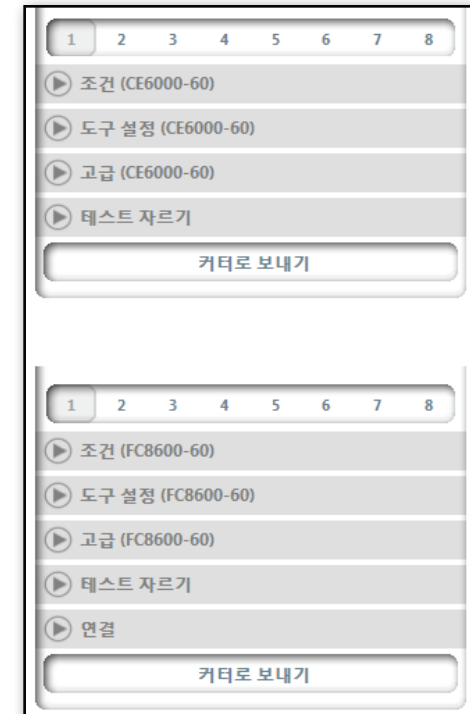 1 2 3 4 5 6 7 8
조건 (CE6000-60)
도구 설정 (CE6000-60)
고급 (CE6000-60)
테스트 자르기
커터로 보내기
1 2 3 4 5 6 7 8
조건 (FC8600-60)
도구 설정 (FC8600-60)
고급 (FC8600-60)
테스트 자르기
연결
커터로 보내기